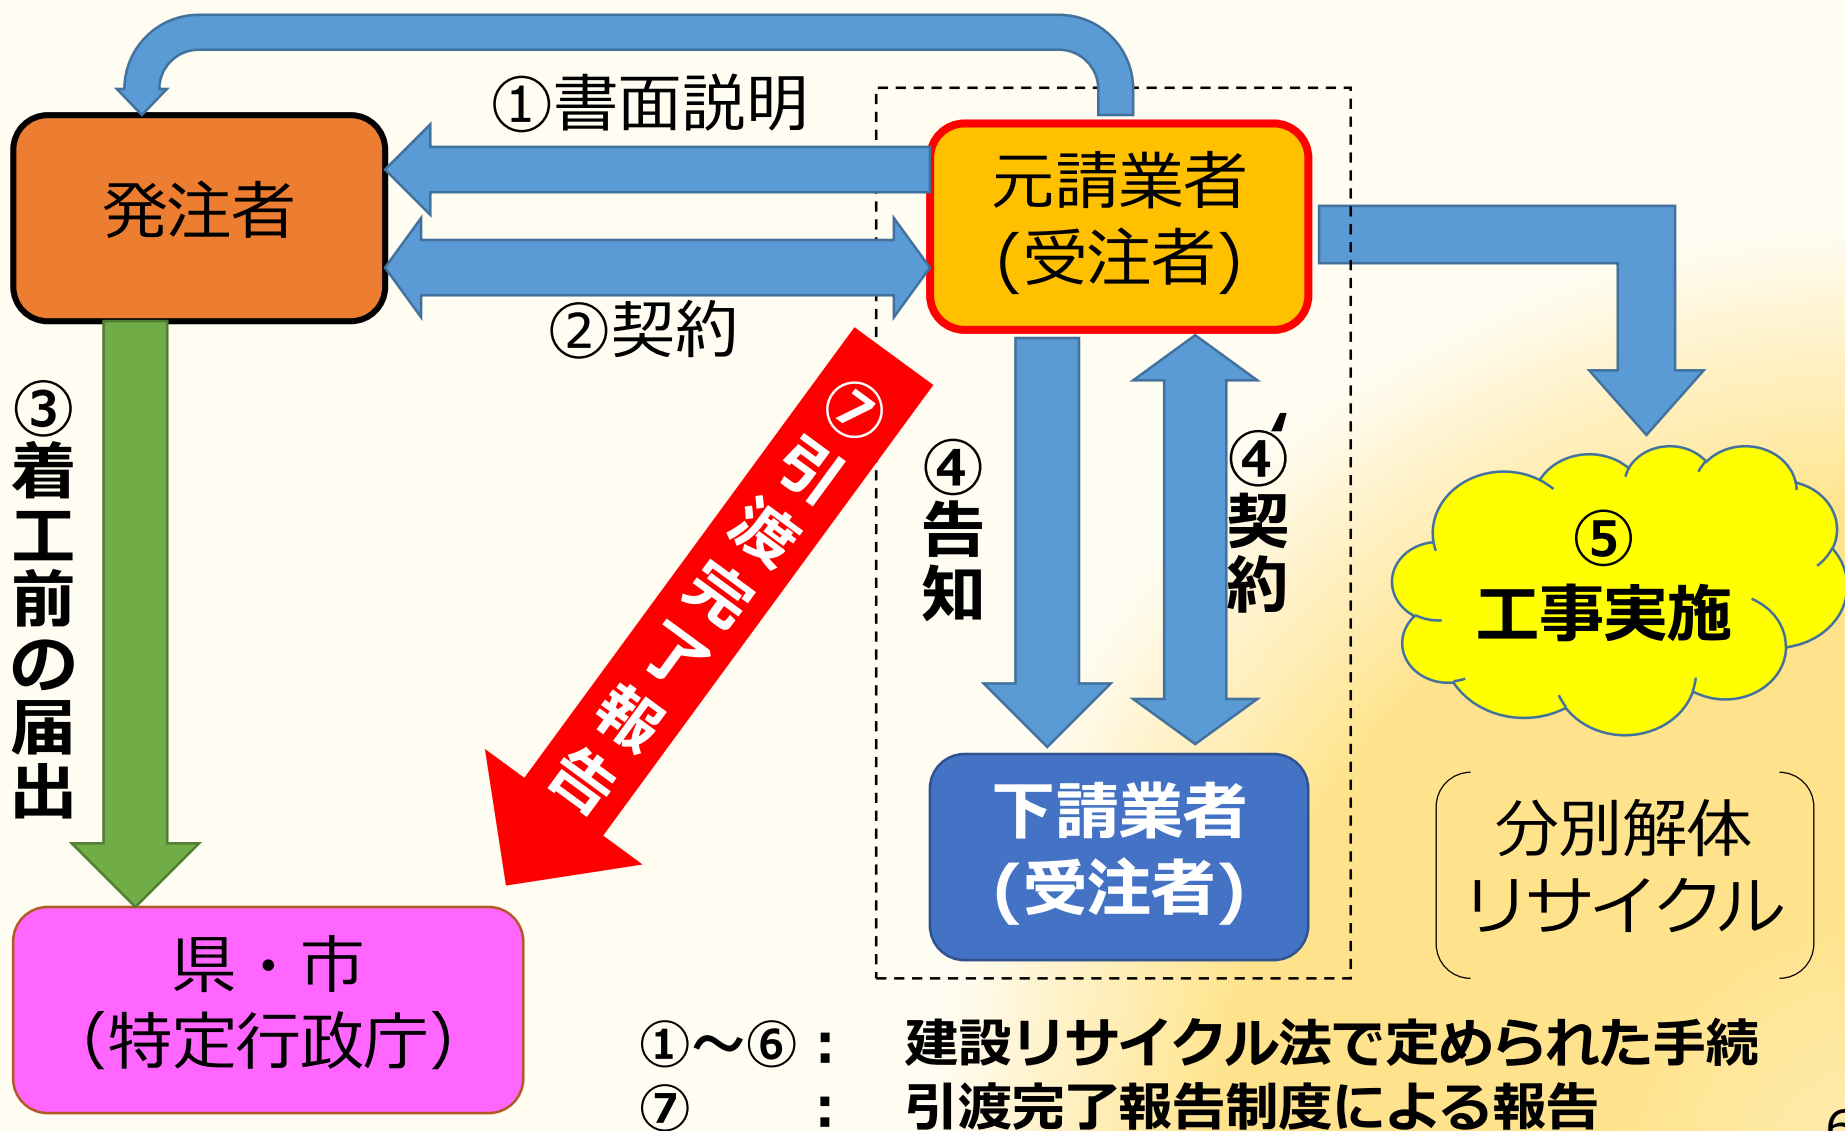 ①書面説明
発注者
元請業者
(受注者)
②契約
③着工前の届出
⑦引渡完了報告
④告知
④′契約
⑤
工事実施
下請業者
(受注者)
分別解体
リサイクル
県・市
（特定行政庁）
①～⑥： 建設リサイクル法で定められた手続
⑦ ： 引渡完了報告制度による報告